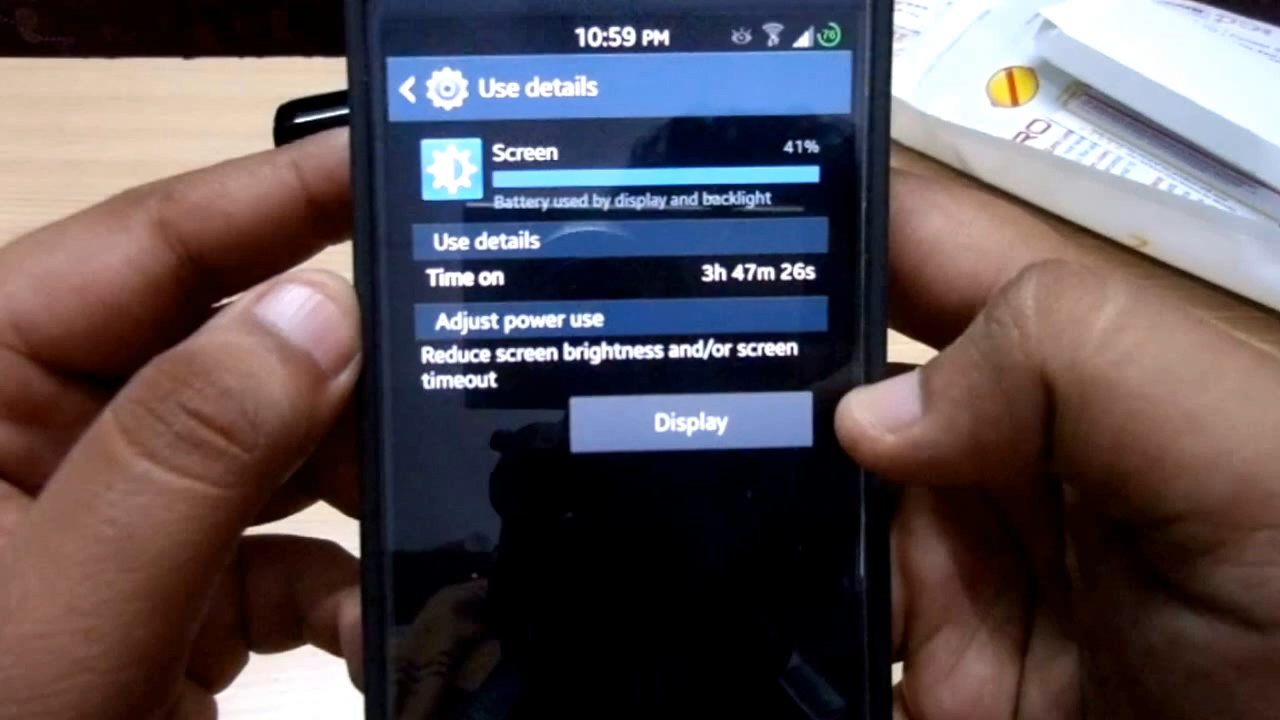 10:59 PM 76
Use details
Screen 41%
Battery used by display and backlight
Use details
Time on 3h 47m 26s
Adjust power use
Reduce screen brightness and/or screen
timeout
Display